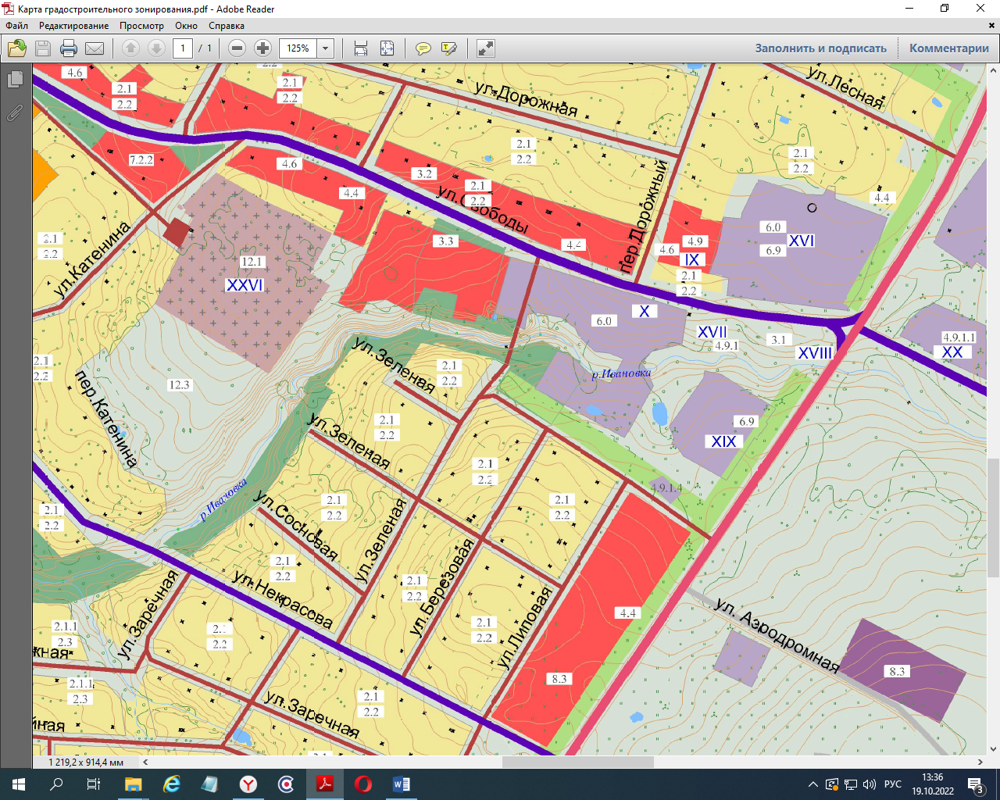 Карта градостроительного зонирования.pdf - Adobe Reader
Файл Редактирование Просмотр Окно Справка
1 / 1 125% Заполнить и подписать Комментарии
4.6
2.1
2.2
2.2
2.1
2.2
ул.Дорожная
ул.Лесная
7.2.2
4.6
2.1
2.2
2.1
2.2
3.2
2.1
2.2
4.4
4.4
ул.Свободы
пер.Дорожный
6.0
XVI
6.9
2.1
2.2
ул.Катенина
12.1
XXVI
3.3
4.4
4.9
4.6
IX
2.1
2.2
X
6.0
XVII
4.9.1
3.1
XVIII
4.9.1.1
XX
ул.Зеленая
2.1
2.2
р.Ивановка
2.1
2.2
12.3
пер.Катенина
2.1
2.2
ул.Зеленая
6.9
XIX
2.1
2.2
4.9.1.4
р.Ивановка
ул.Сосновая
2.1
2.2
2.1
2.2
2.1
2.2
ул.Зеленая
2.1
2.2
ул.Некрасова
2.1
2.2
ул.Березовая
ул.Заречная
2.1.1
2.3
жная
2.1
2.2
2.1
2.2
ул.Липовая
4.4
ул. Аэродромная
8.3
8.3
2.1.1
2.3
ул.Заречная
2.1
2.2
йная
2.1
1 219,2 x 914,4 мм
РУС
13:36
19.10.2022
3